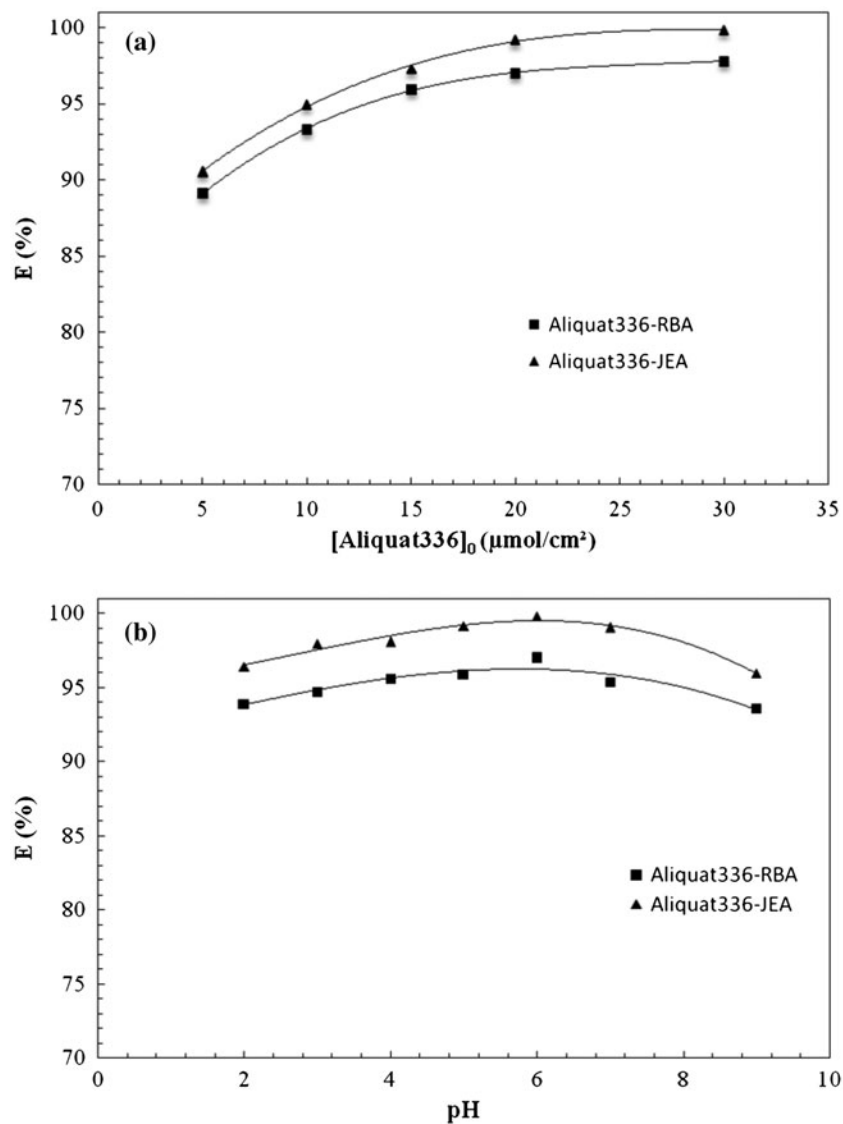 (a)
100
95
90
85
80
75
70
E (%)
Aliquat336-RBA
Aliquat336-JEA
0 5 10 15 20 25 30 35
[Aliquat336]₀ (µmol/cm²)
(b)
100
95
90
85
80
75
70
E (%)
Aliquat336-RBA
Aliquat336-JEA
0 2 4 6 8 10
pH